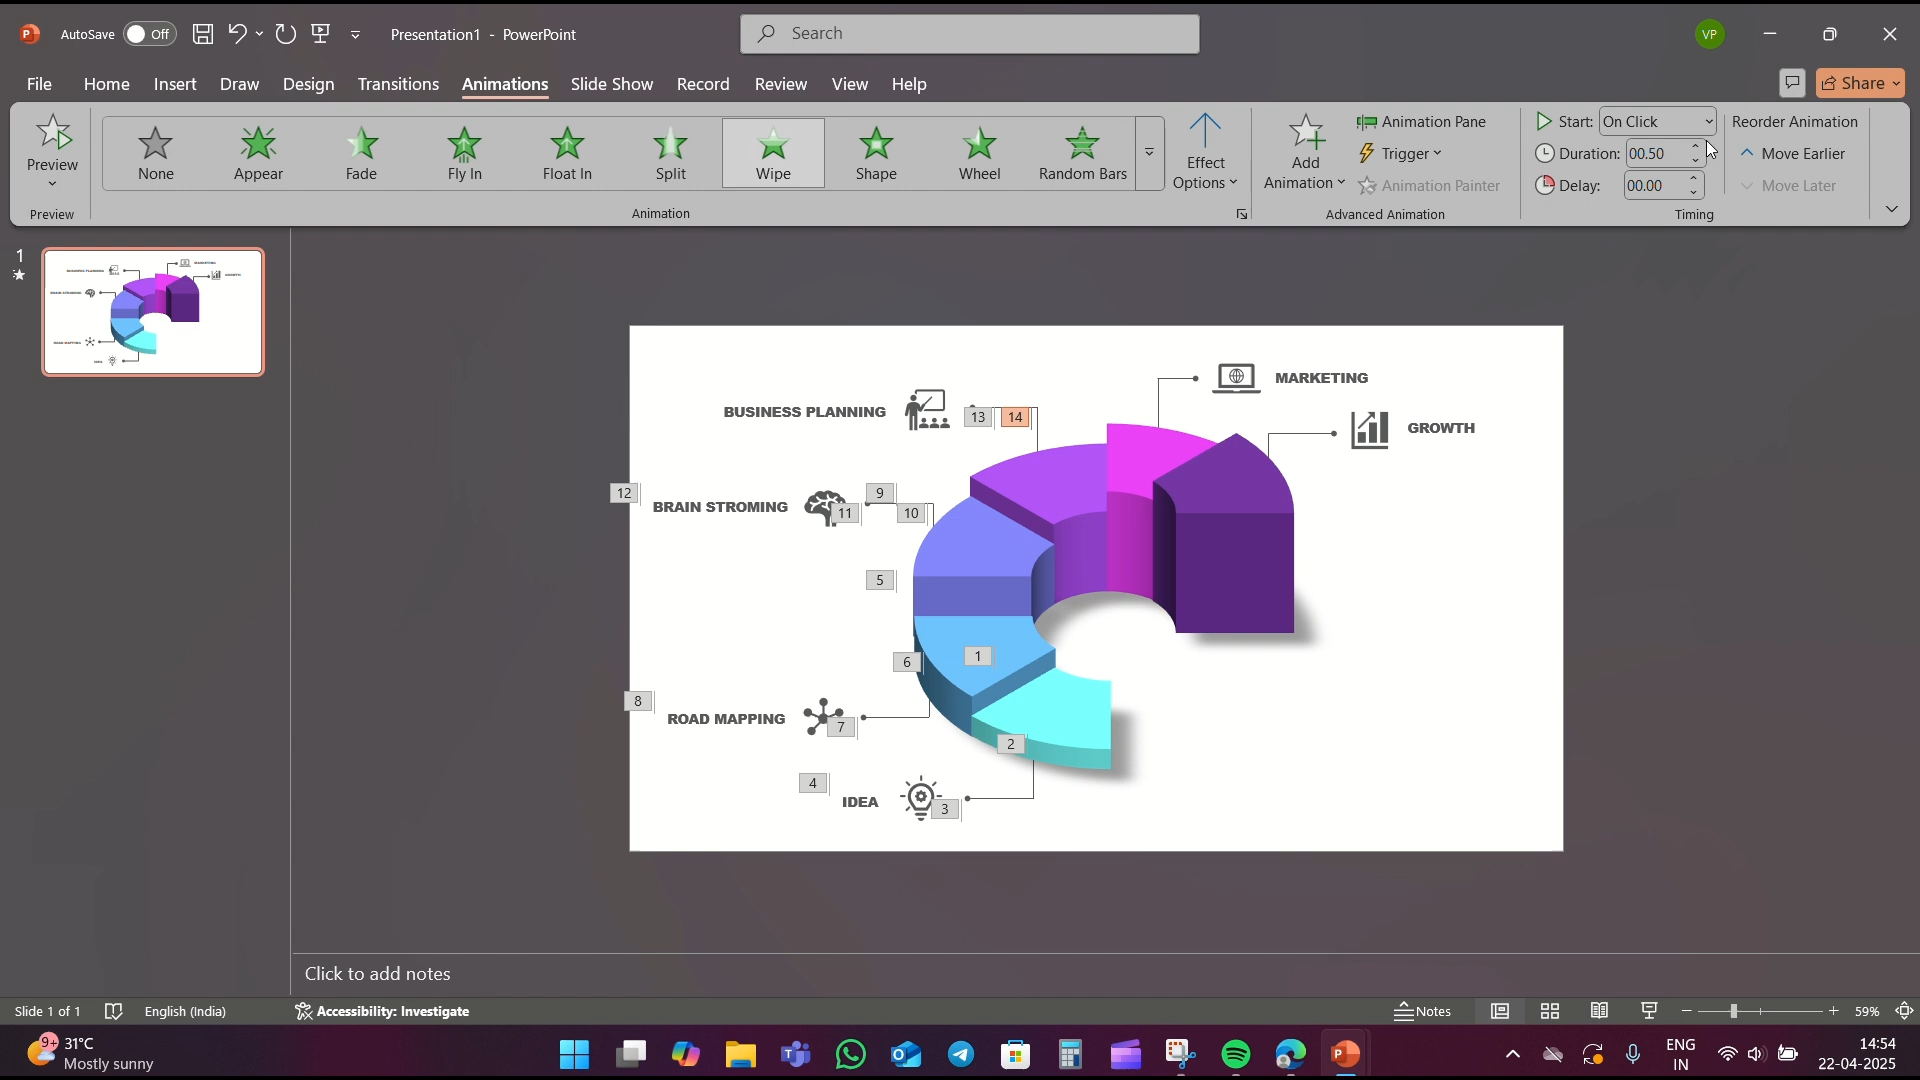 AutoSave Off Presentation1 - PowerPoint Search VP
File Home Insert Draw Design Transitions Animations Slide Show Record Review View Help Share
Preview
None Appear Fade Fly In Float In Split Wipe Shape Wheel Random Bars
Effect Options
Add Animation
Animation Pane
Trigger
Animation Painter
Start: On Click
Duration: 00.50
Delay: 00.00
Reorder Animation
Move Earlier
Move Later
Preview Animation Advanced Animation Timing
1
MARKETING
BUSINESS PLANNING 13 14
GROWTH
12 BRAIN STROMING 9
11 10
5
6 1
8 ROAD MAPPING 7
2
4 IDEA 3
Click to add notes
Slide 1 of 1 English (India) Accessibility: Investigate Notes 59%
9+ 31°C
Mostly sunny
ENG
IN
14:54
22-04-2025